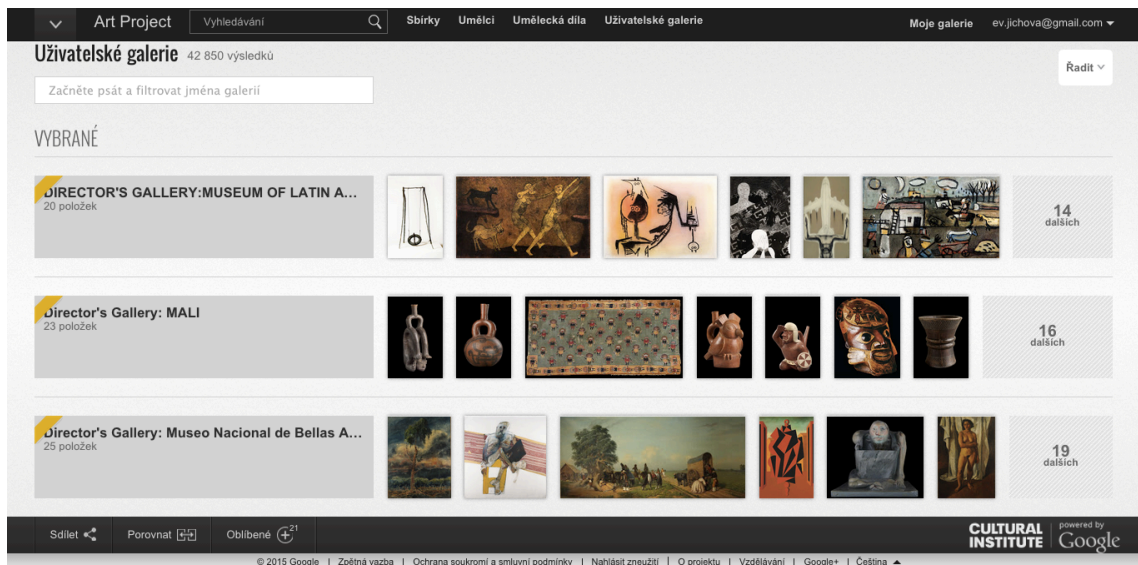 Art Project Vyhledávání Sbírky Umělci Umělecká díla Uživatelské galerie Moje galerie ev.jichova@gmail.com
Uživatelské galerie 42 850 výsledků
Řadit
Začněte psát a filtrovat jména galerií
VYBRANÉ
DIRECTOR'S GALLERY:MUSEUM OF LATIN A...
20 položek
14
dalších
Director's Gallery: MALI
23 položek
16
dalších
Director's Gallery: Museo Nacional de Bellas A...
25 položek
19
dalších
Sdílet Porovnat Oblíbené 21
CULTURAL INSTITUTE powered by Google
© 2015 Google | Zpětná vazba | Ochrana soukromí a smluvní podmínky | Nahlásit zneužití | O projektu | Vzdělávání | Google+ | Čeština